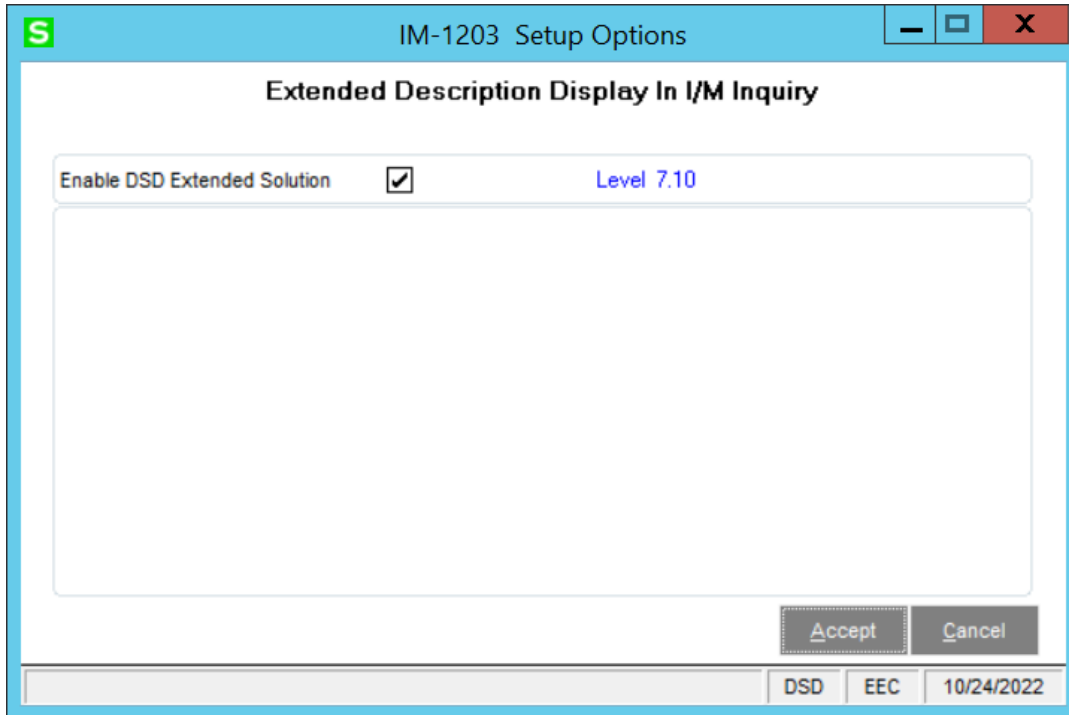 S IM-1203 Setup Options X
Extended Description Display In I/M Inquiry
Enable DSD Extended Solution Level 7.10
Accept Cancel
DSD EEC 10/24/2022